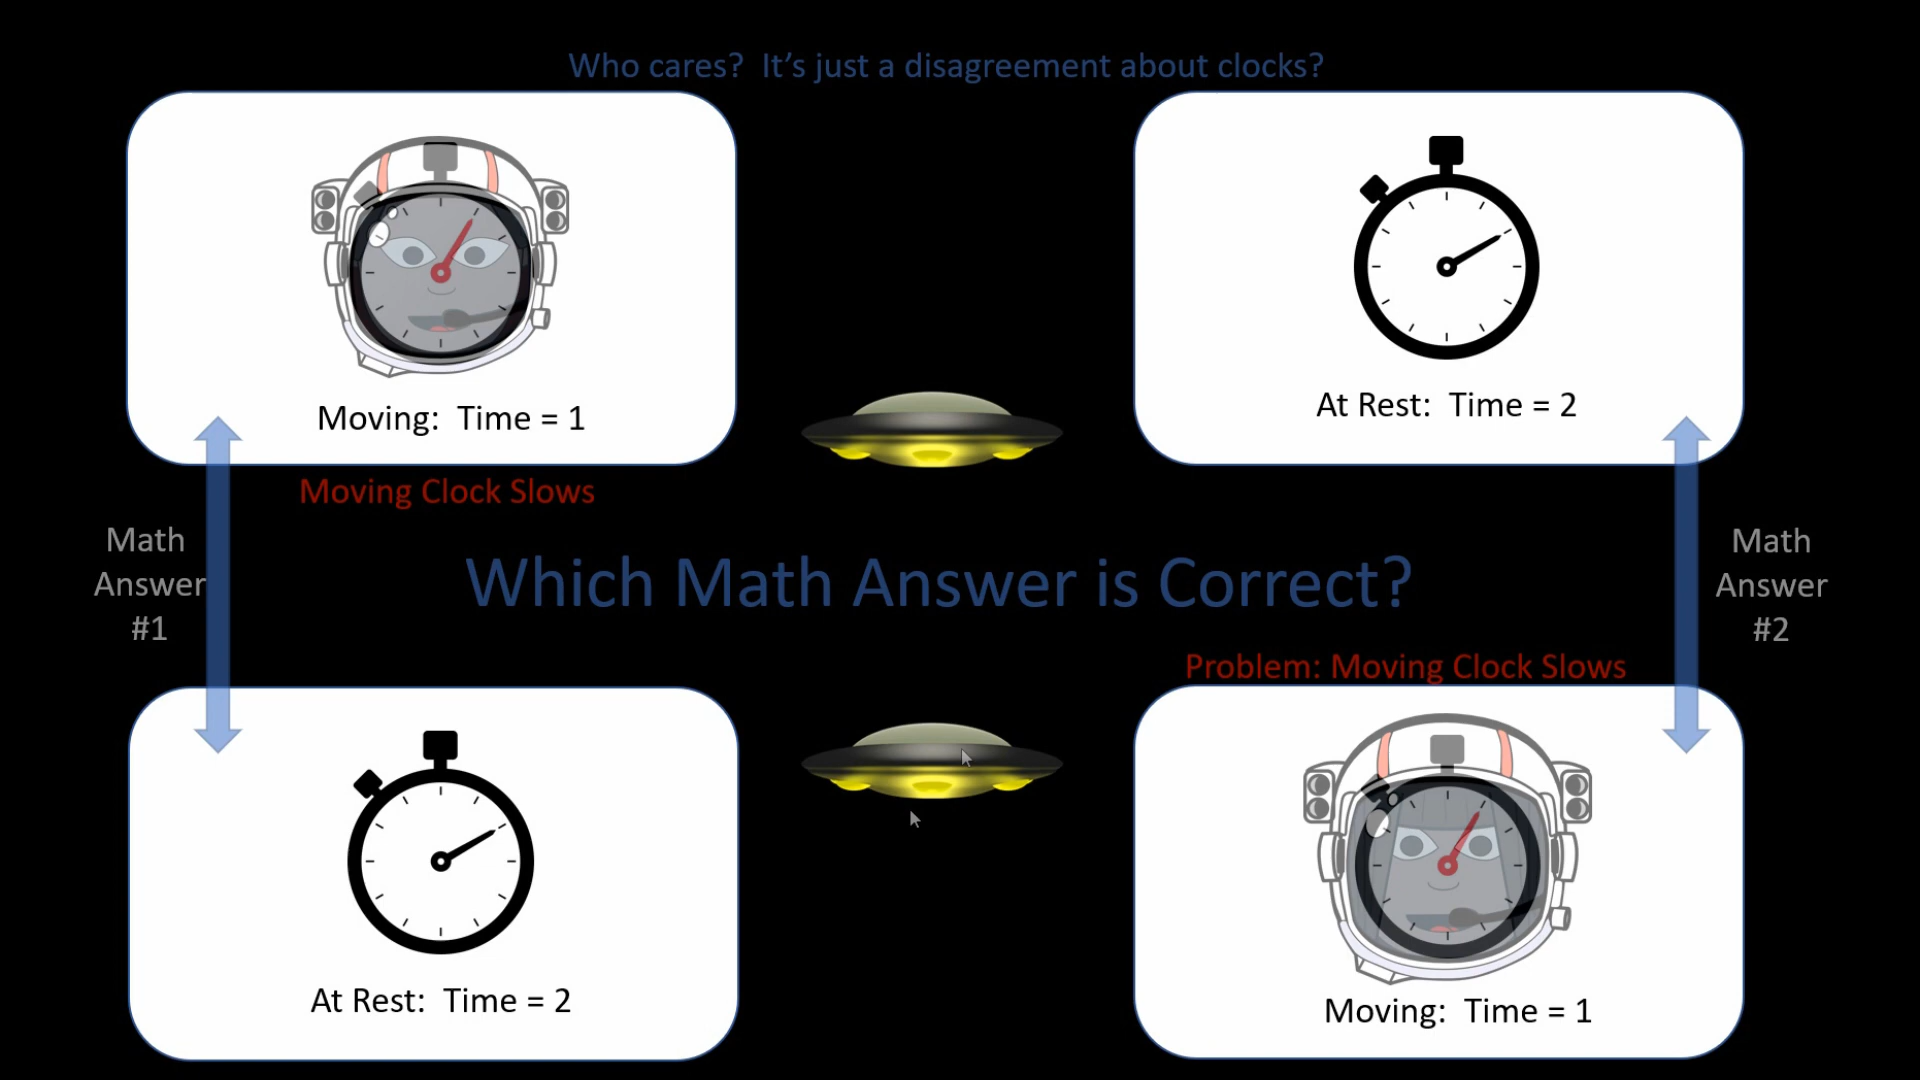 Who cares?  It’s just a disagreement about clocks?
Moving:  Time = 1
At Rest:  Time = 2
Moving Clock Slows
Math
Answer
#1
Which Math Answer is Correct?
Math
Answer
#2
Problem: Moving Clock Slows
At Rest:  Time = 2
Moving:  Time = 1